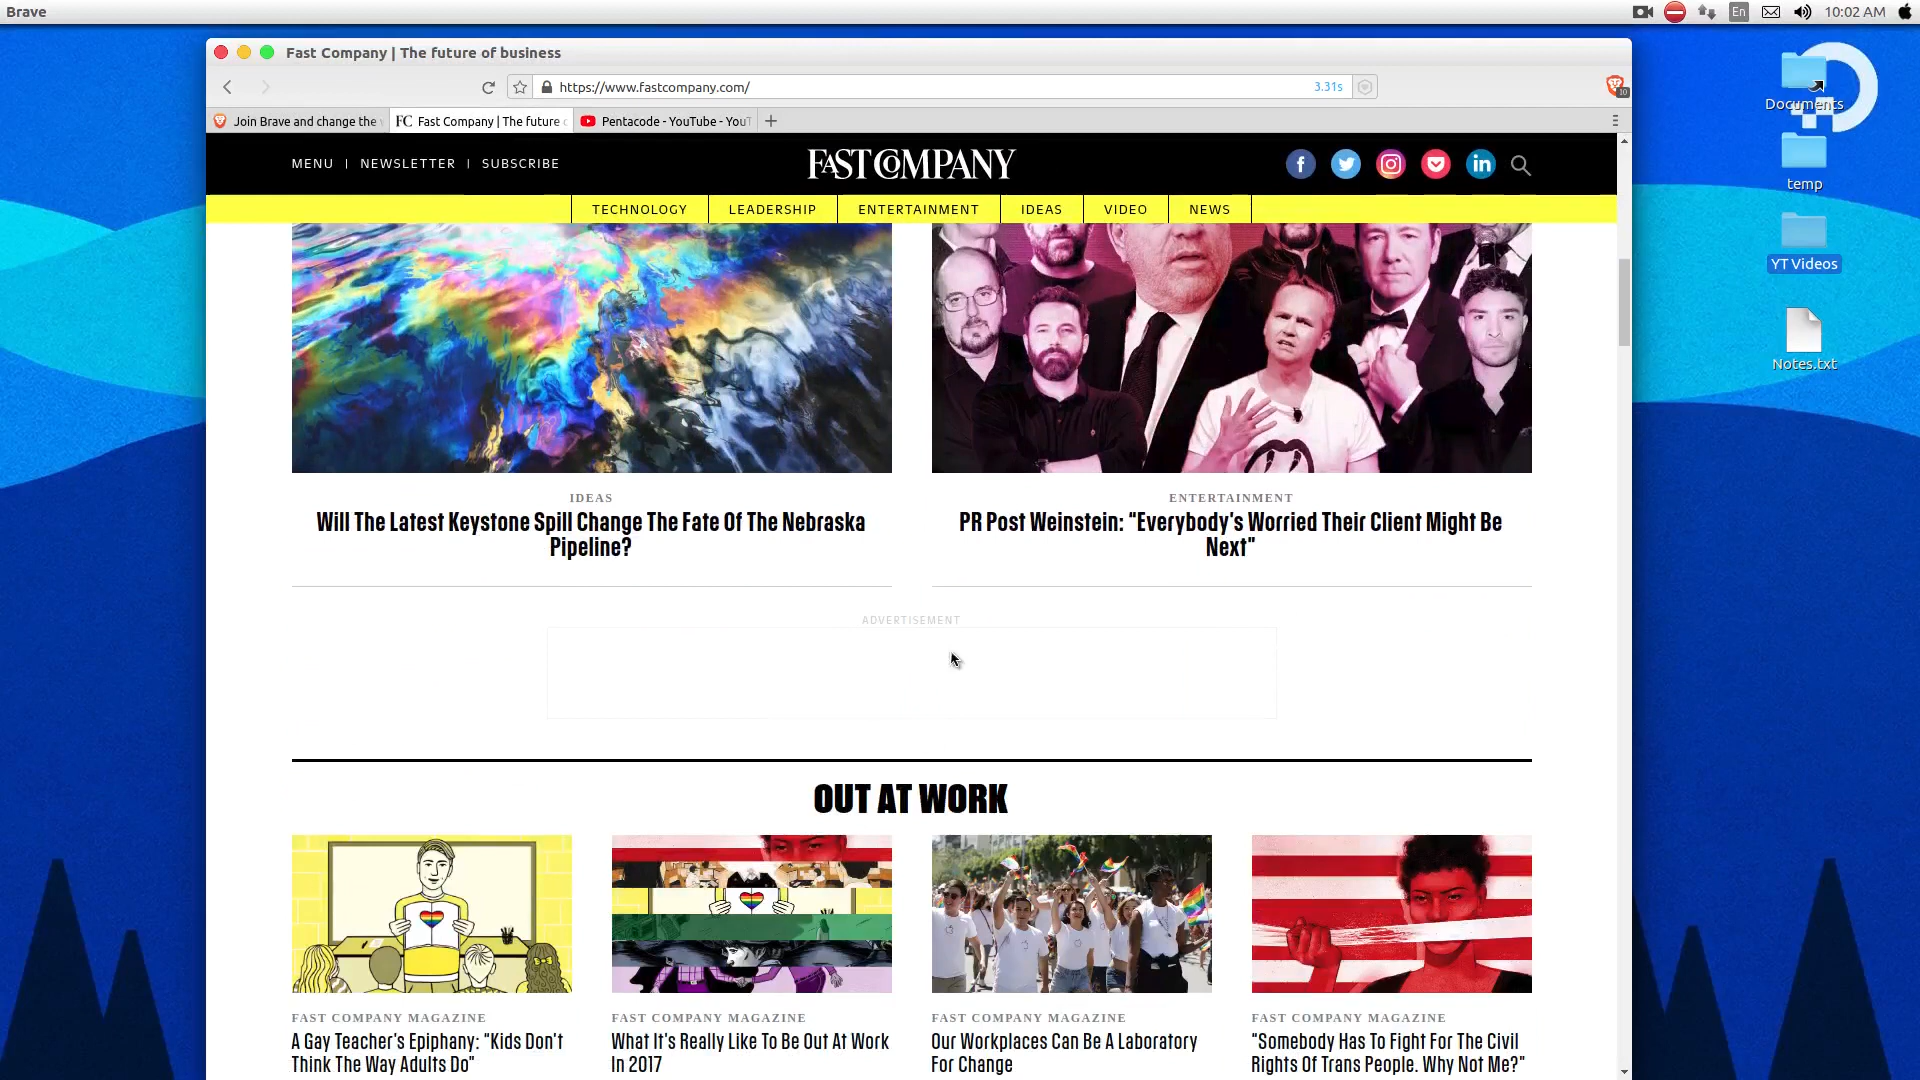 Brave
En
10:02 AM
Fast Company | The future of business
https://www.fastcompany.com/
3.31s
10
Join Brave and change the
FC Fast Company | The future
Pentacode - YouTube - You
MENU | NEWSLETTER | SUBSCRIBE
FAST COMPANY
TECHNOLOGY
LEADERSHIP
ENTERTAINMENT
IDEAS
VIDEO
NEWS
Documents
temp
YT Videos
Notes.txt
IDEAS
Will The Latest Keystone Spill Change The Fate Of The Nebraska
Pipeline?
ENTERTAINMENT
PR Post Weinstein: “Everybody’s Worried Their Client Might Be
Next”
ADVERTISEMENT
OUT AT WORK
FAST COMPANY MAGAZINE
A Gay Teacher’s Epiphany: “Kids Don’t
Think The Way Adults Do”
FAST COMPANY MAGAZINE
What It’s Really Like To Be Out At Work
In 2017
FAST COMPANY MAGAZINE
Our Workplaces Can Be A Laboratory
For Change
FAST COMPANY MAGAZINE
“Somebody Has To Fight For The Civil
Rights Of Trans People. Why Not Me?”